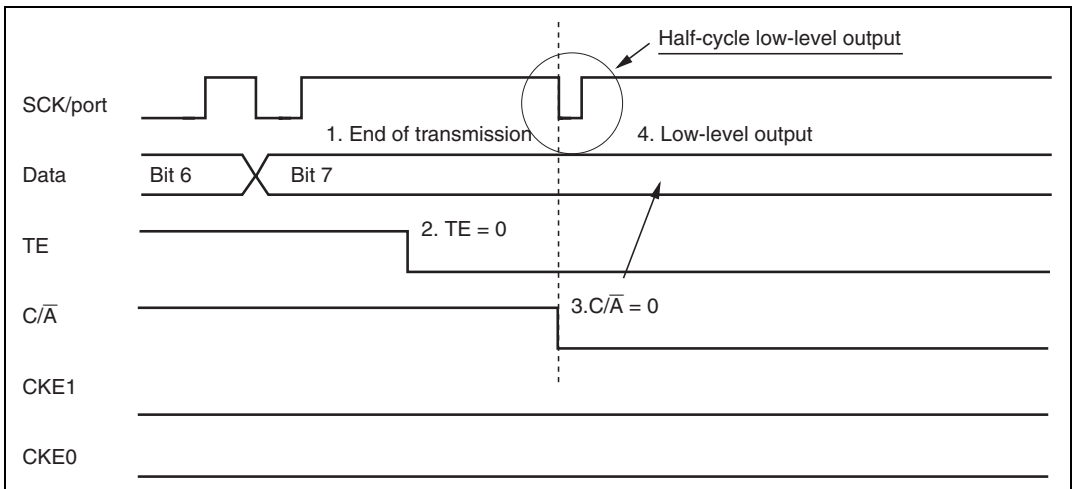 Half-cycle low-level output
SCK/port
1. End of transmission
4. Low-level output
Data
Bit 6
Bit 7
TE
2. TE = 0
C/A̅
3.C/A̅ = 0
CKE1
CKE0